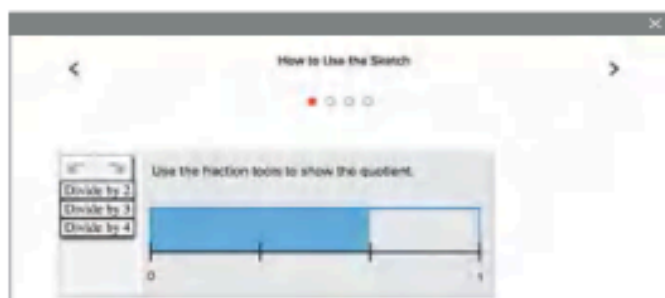 How to Use the Sketch
Use the fraction tools to show the quotient.
Divide by 2
Divide by 3
Divide by 4
0
1